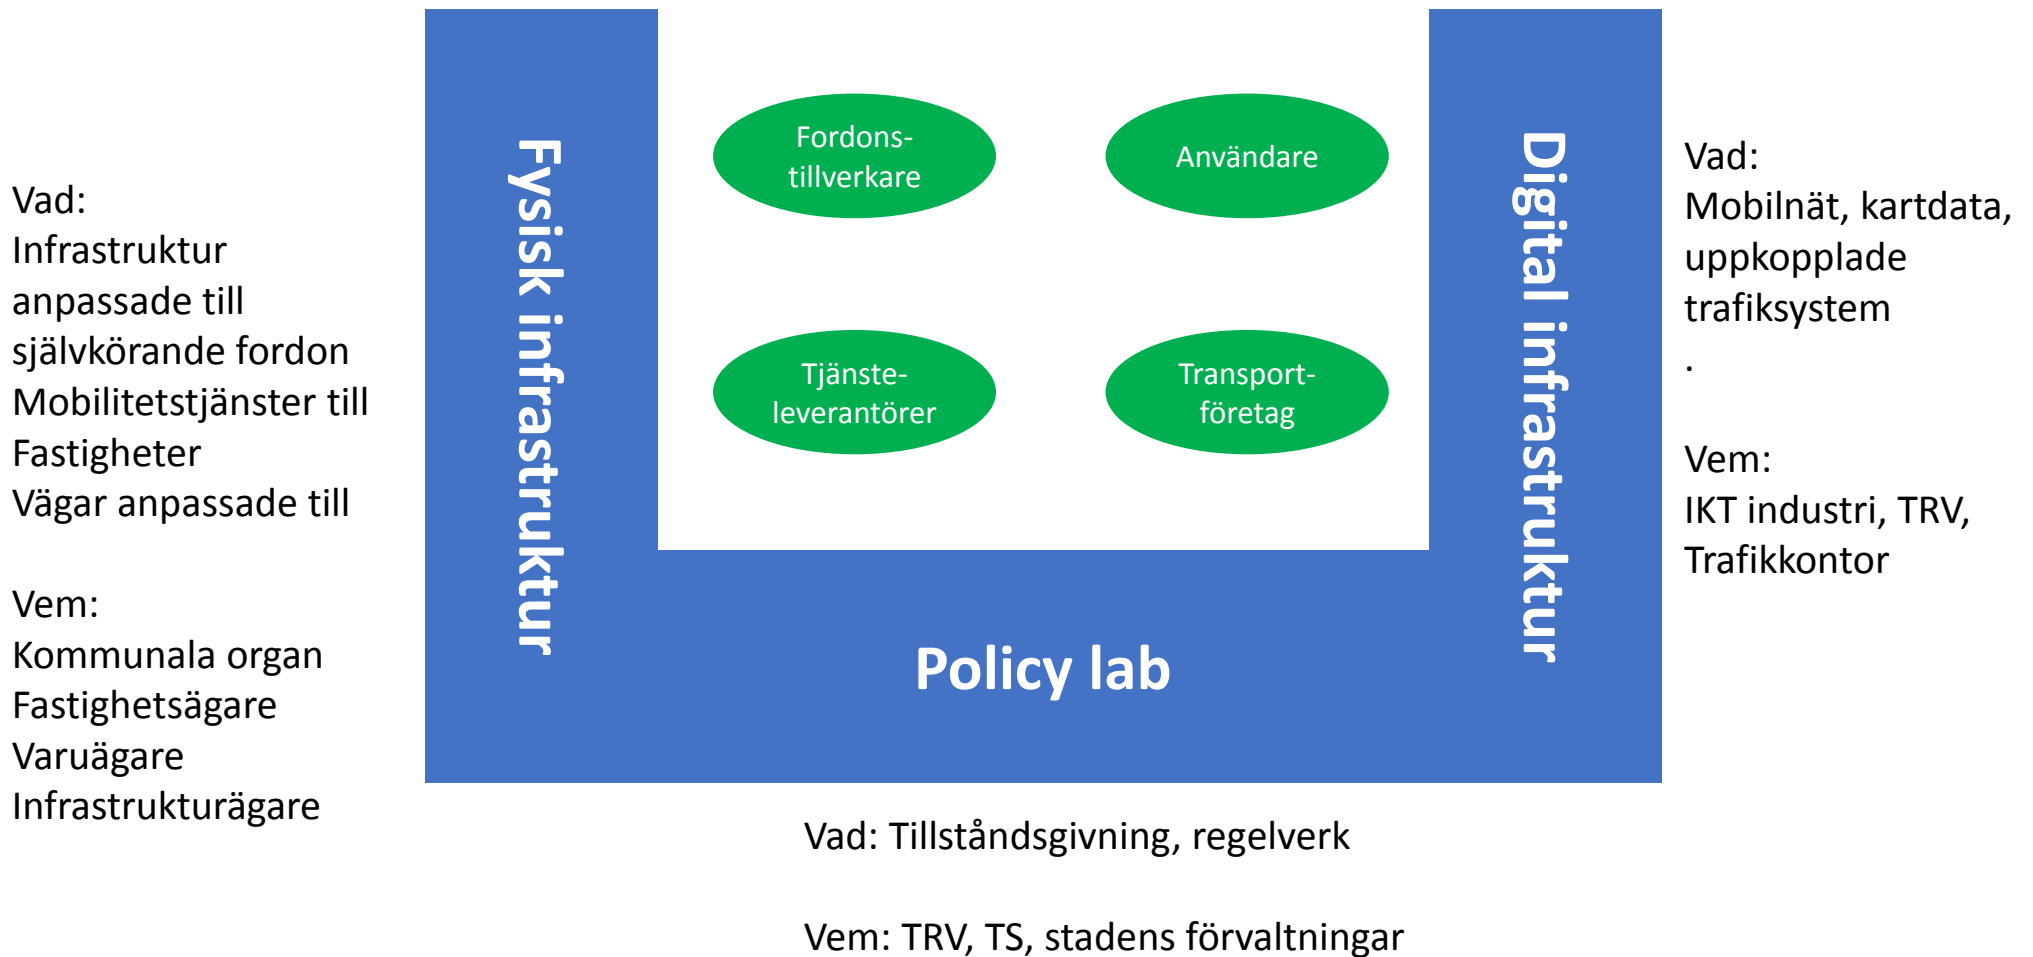 Vad:
Infrastruktur
anpassade till
självkörande fordon
Mobilitetstjänster till
Fastigheter
Vägar anpassade till
Vem:
Kommunala organ
Fastighetsägare
Varuägare
Infrastrukturägare
Fysisk infrastruktur
Fordons-
tillverkare
Användare
Tjänste-
leverantörer
Transport-
företag
Policy lab
Digital infrastruktur
Vad:
Mobilnät, kartdata,
uppkopplade
trafiksystem
.
Vem:
IKT industri, TRV,
Trafikkontor
Vad: Tillståndsgivning, regelverk
Vem: TRV, TS, stadens förvaltningar